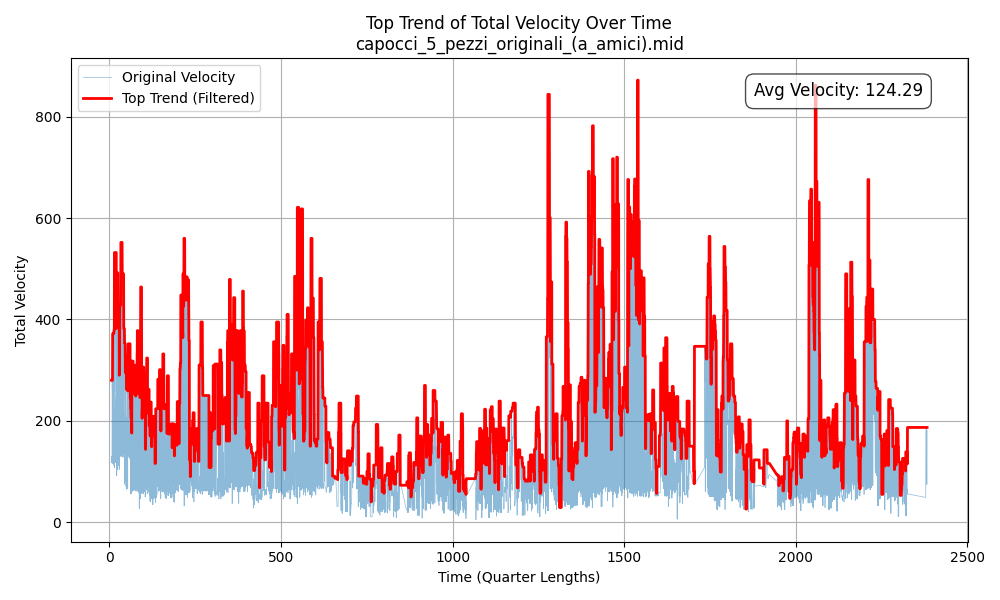 Top Trend of Total Velocity Over Time
capocci_5_pezzi_originali_(a_amici).mid
Original Velocity
Top Trend (Filtered)
Avg Velocity: 124.29
Total Velocity
800
600
400
200
0
0 500 1000 1500 2000 2500
Time (Quarter Lengths)